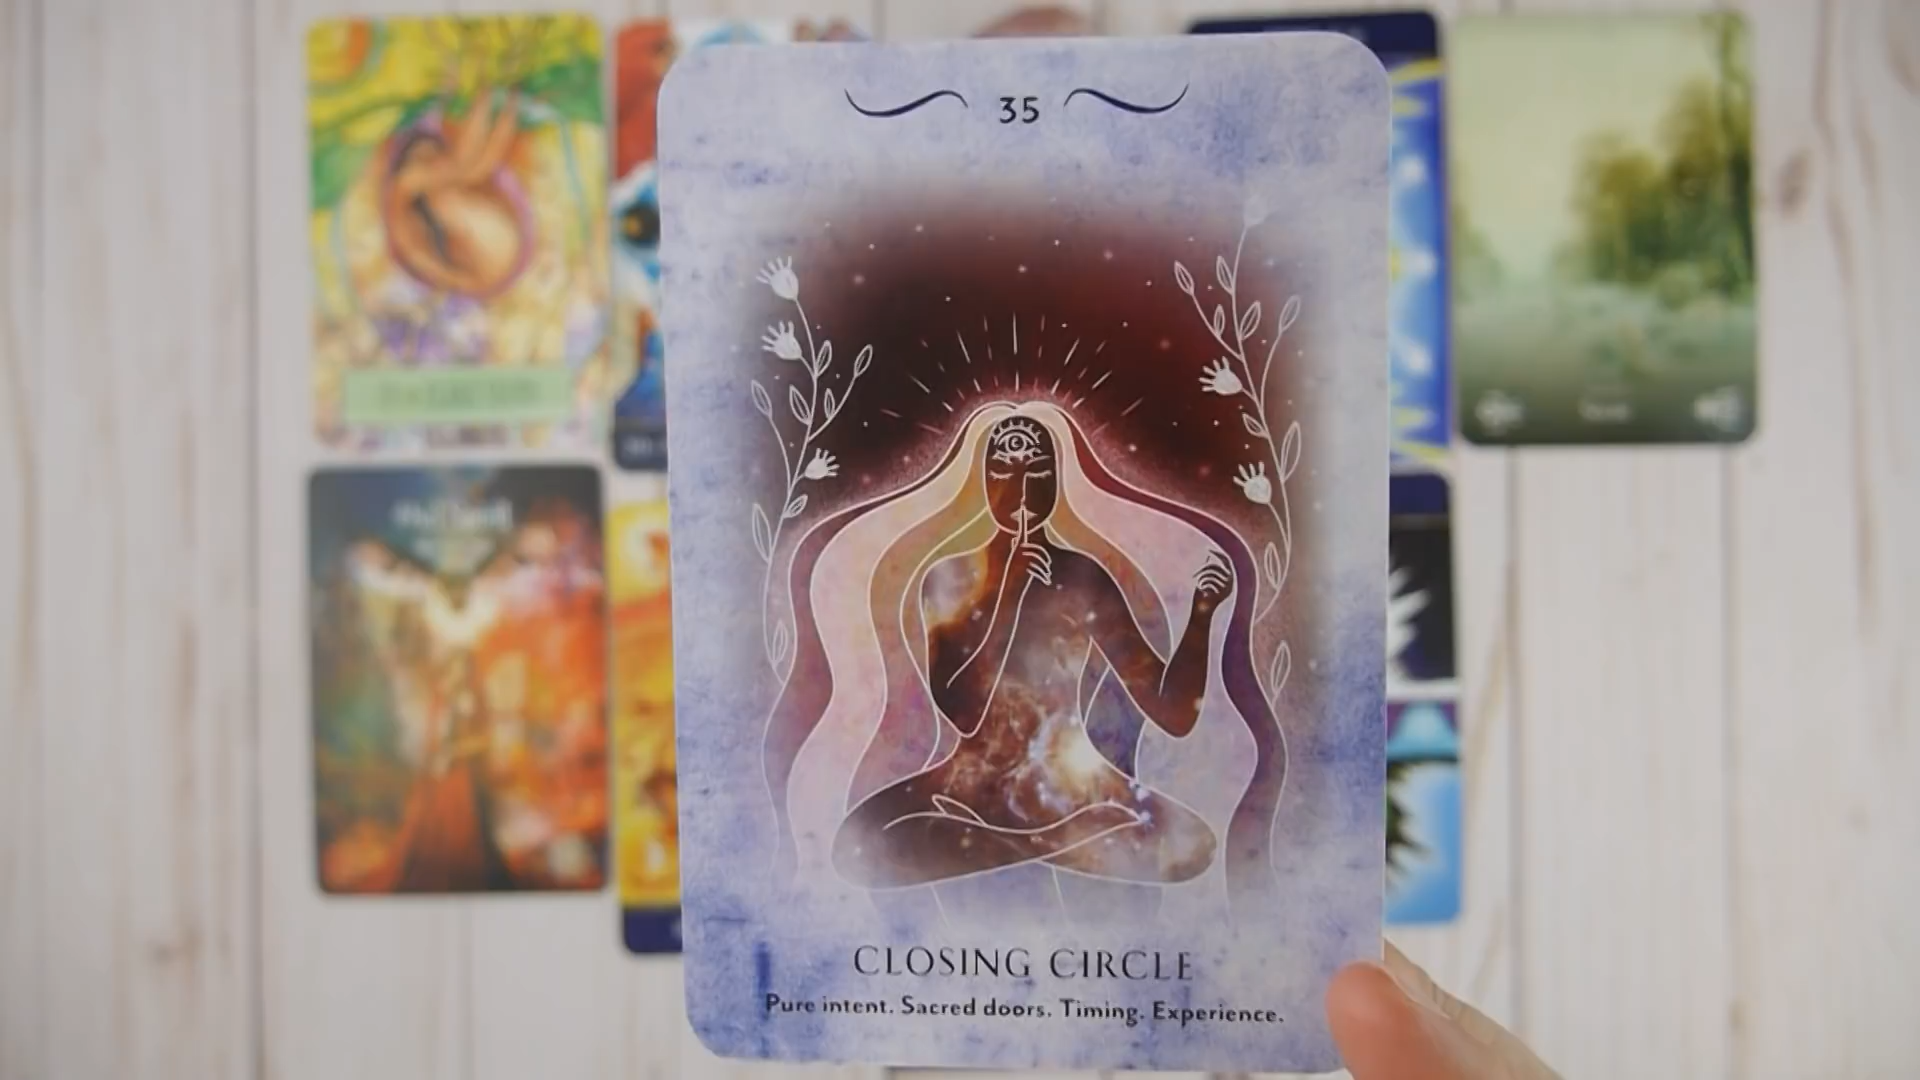 35
CLOSING CIRCLE
Pure intent. Sacred doors. Timing. Experience.